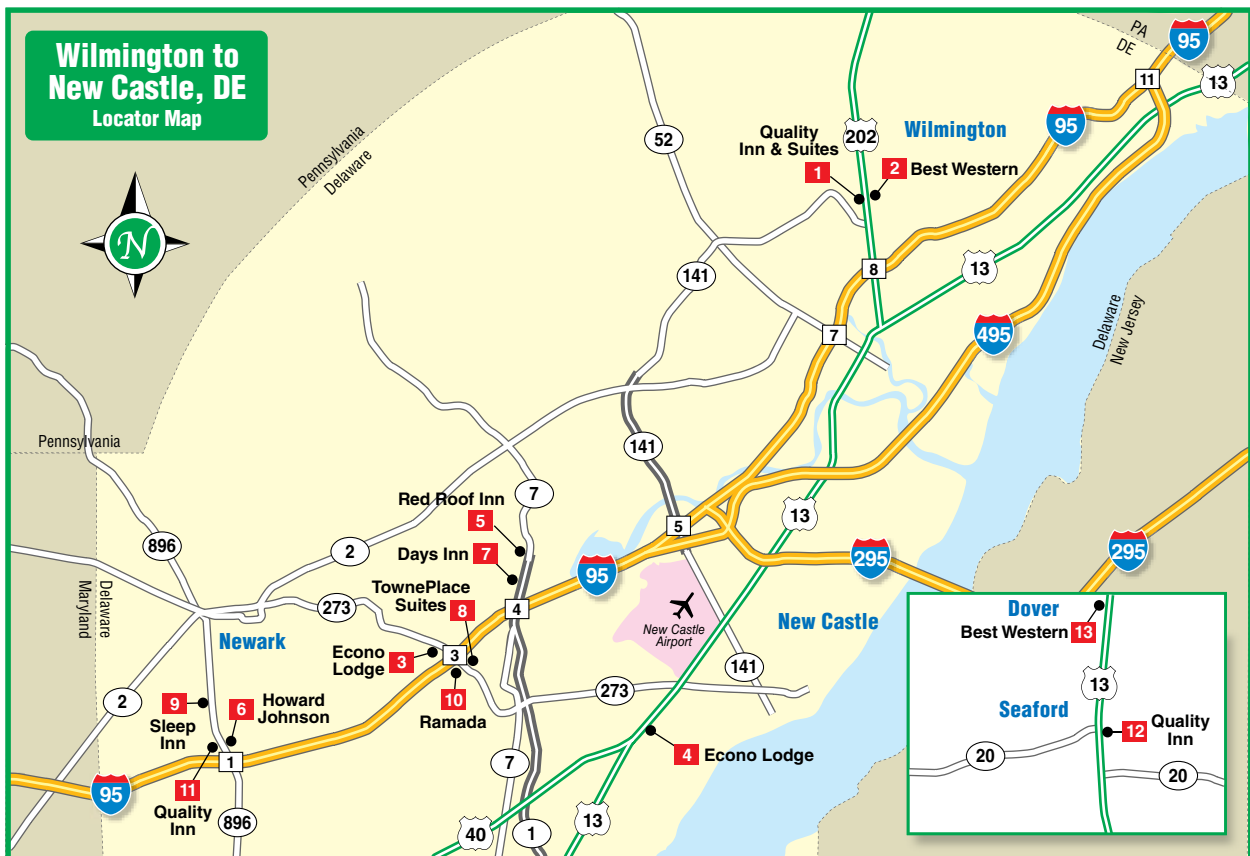 Wilmington to
New Castle, DE
Locator Map
N
Pennsylvania
Delaware
PA
DE
95
11
13
52
Quality
Inn & Suites
1
202
Wilmington
95
2 Best Western
141
8
13
7
495
Delaware
New Jersey
Pennsylvania
141
7
Red Roof Inn
5
5
13
896
2
Days Inn
7
95
295
295
TownePlace
Suites
8
4
Delaware
Maryland
273
New Castle
Airport
New Castle
Newark
Econo
Lodge
3
3
141
10
Ramada
273
2
9
Sleep
Inn
6
Howard
Johnson
4 Econo Lodge
1
7
95
11
Quality
Inn
896
40
1
13
Dover
Best Western 13
13
Seaford
12 Quality
Inn
20
20